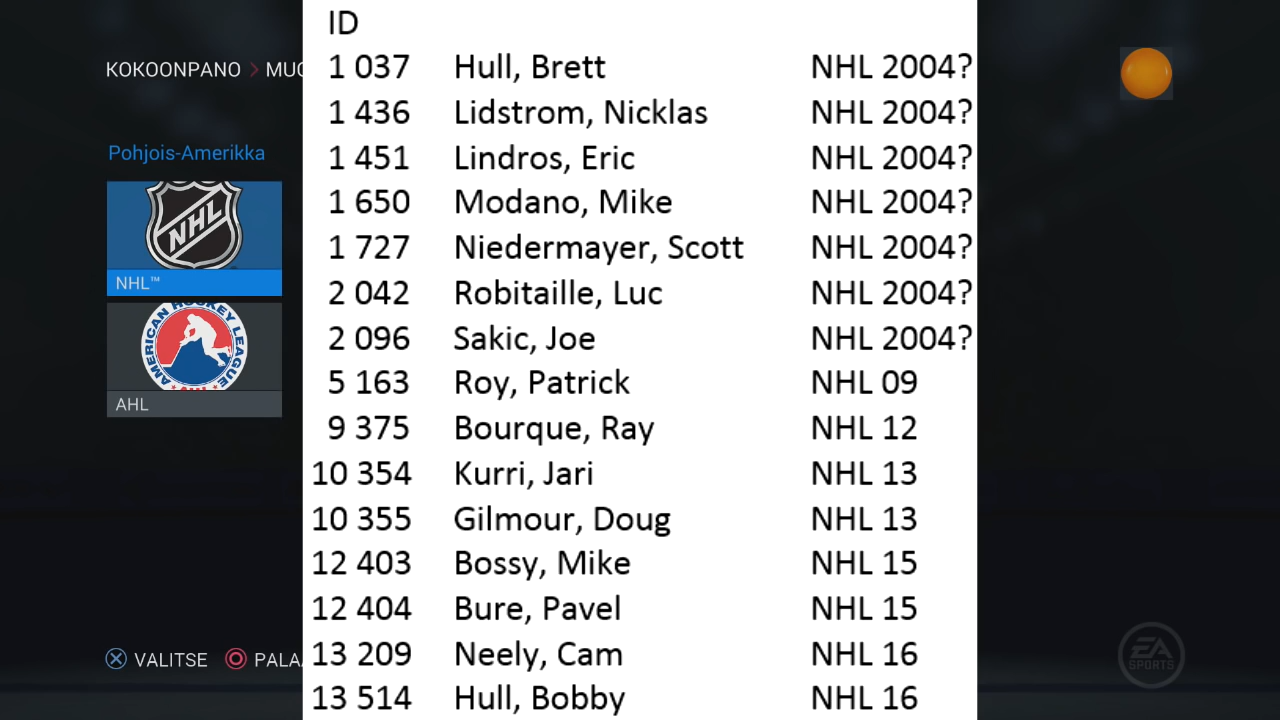 KOKOONPANO > MUO
Pohjois-Amerikka
NHL
NHL™
AMERICAN HOCKEY LEAGUE
AHL
ID
1 037 Hull, Brett NHL 2004?
1 436 Lidstrom, Nicklas NHL 2004?
1 451 Lindros, Eric NHL 2004?
1 650 Modano, Mike NHL 2004?
1 727 Niedermayer, Scott NHL 2004?
2 042 Robitaille, Luc NHL 2004?
2 096 Sakic, Joe NHL 2004?
5 163 Roy, Patrick NHL 09
9 375 Bourque, Ray NHL 12
10 354 Kurri, Jari NHL 13
10 355 Gilmour, Doug NHL 13
12 403 Bossy, Mike NHL 15
12 404 Bure, Pavel NHL 15
13 209 Neely, Cam NHL 16
13 514 Hull, Bobby NHL 16
VALITSE PALAA
EA SPORTS